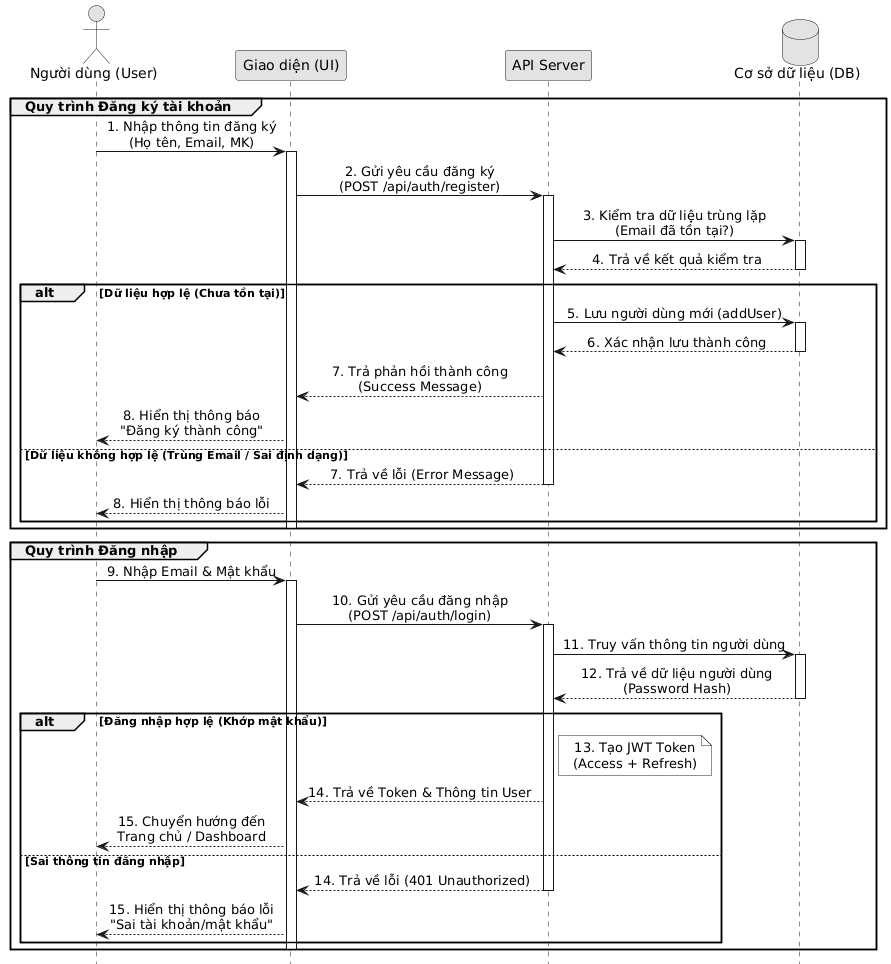 Người dùng (User)
Giao diện (UI)
API Server
Cơ sở dữ liệu (DB)
Quy trình Đăng ký tài khoản
1. Nhập thông tin đăng ký
(Họ tên, Email, MK)
2. Gửi yêu cầu đăng ký
(POST /api/auth/register)
3. Kiểm tra dữ liệu trùng lặp
(Email đã tồn tại?)
4. Trả về kết quả kiểm tra
alt
[Dữ liệu hợp lệ (Chưa tồn tại)]
5. Lưu người dùng mới (addUser)
6. Xác nhận lưu thành công
7. Trả phản hồi thành công
(Success Message)
8. Hiển thị thông báo
"Đăng ký thành công"
[Dữ liệu không hợp lệ (Trùng Email / Sai định dạng)]
7. Trả về lỗi (Error Message)
8. Hiển thị thông báo lỗi
Quy trình Đăng nhập
9. Nhập Email & Mật khẩu
10. Gửi yêu cầu đăng nhập
(POST /api/auth/login)
11. Truy vấn thông tin người dùng
12. Trả về dữ liệu người dùng
(Password Hash)
alt
[Đăng nhập hợp lệ (Khớp mật khẩu)]
13. Tạo JWT Token
(Access + Refresh)
14. Trả về Token & Thông tin User
15. Chuyển hướng đến
Trang chủ / Dashboard
[Sai thông tin đăng nhập]
14. Trả về lỗi (401 Unauthorized)
15. Hiển thị thông báo lỗi
"Sai tài khoản/mật khẩu"